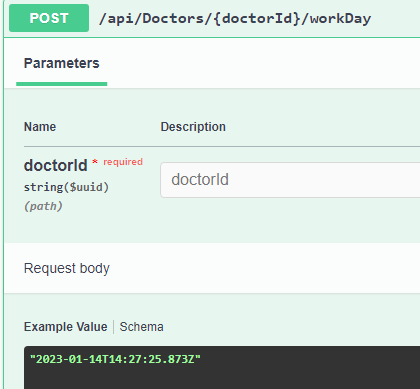 POST /api/Doctors/{doctorId}/workDay
Parameters
Name Description
doctorId * required
string($uuid)
(path)
doctorId
Request body
Example Value Schema
"2023-01-14T14:27:25.873Z"